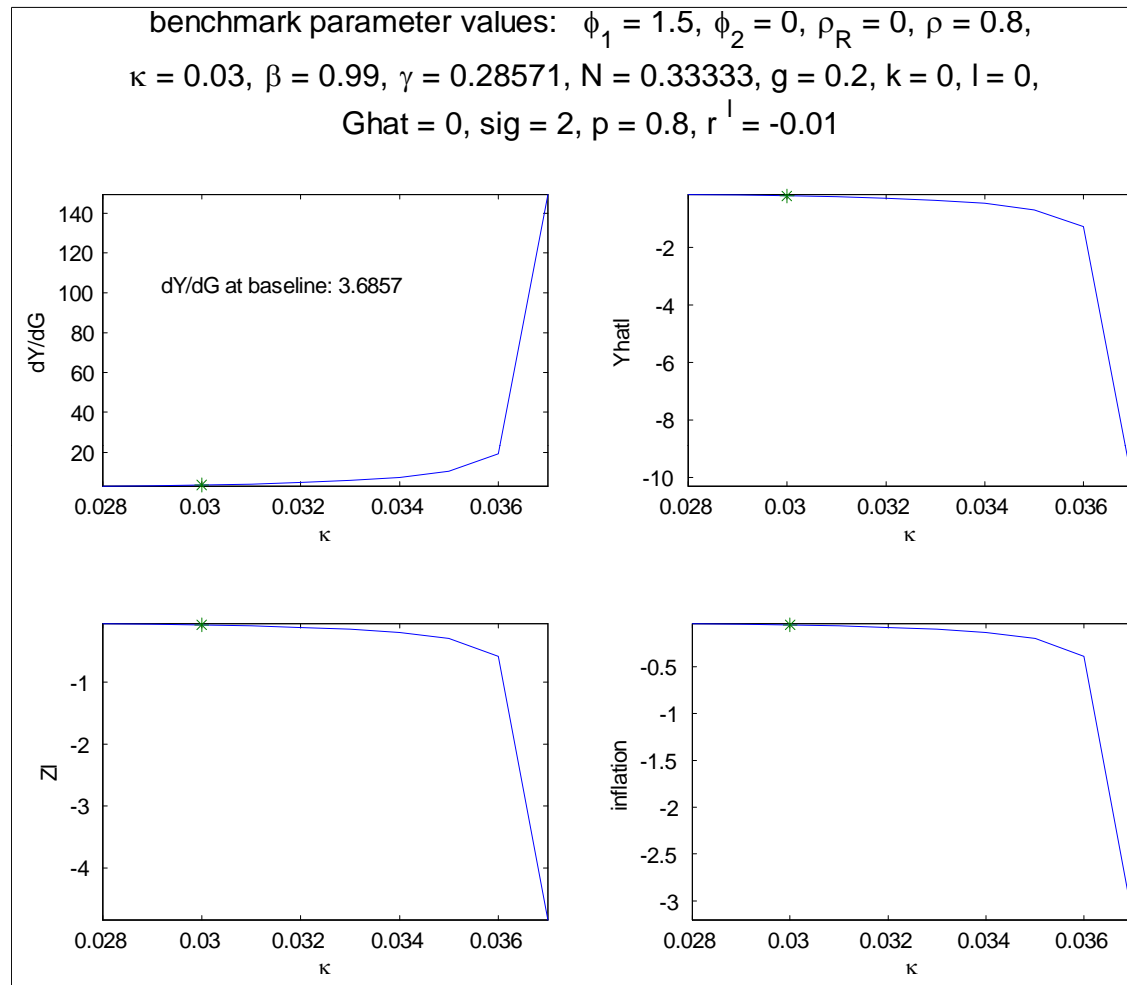 benchmark parameter values: ϕ₁ = 1.5, ϕ₂ = 0, ρ_R = 0, ρ = 0.8,
κ = 0.03, β = 0.99, γ = 0.28571, N = 0.33333, g = 0.2, k = 0, l = 0,
Ghat = 0, sig = 2, p = 0.8, r ˡ = -0.01
140
120
100
80
60
40
20
dY/dG
dY/dG at baseline: 3.6857
0.028 0.03 0.032 0.034 0.036
κ
-2
-4
-6
-8
-10
Yhatl
0.028 0.03 0.032 0.034 0.036
κ
-1
-2
-3
-4
Zl
0.028 0.03 0.032 0.034 0.036
κ
-0.5
-1
-1.5
-2
-2.5
-3
inflation
0.028 0.03 0.032 0.034 0.036
κ